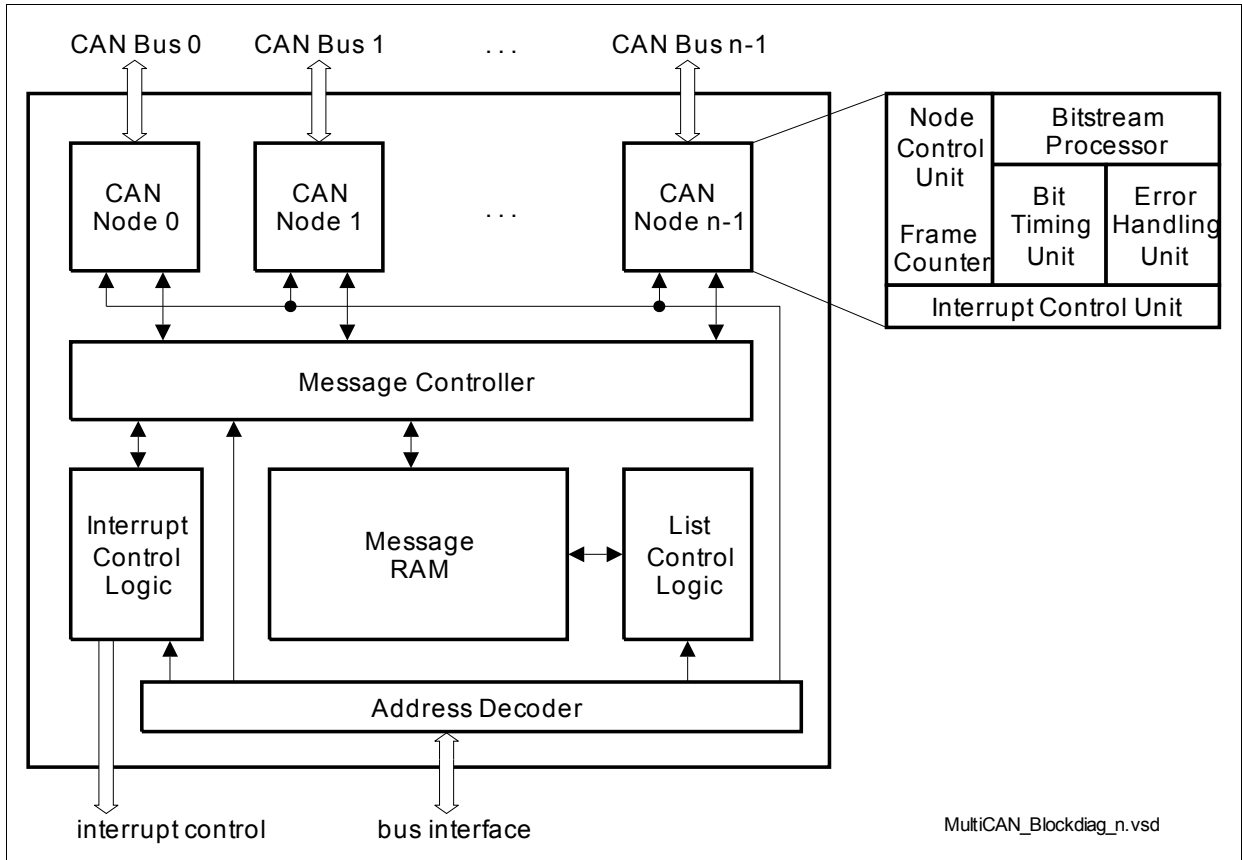 CAN Bus 0
CAN Bus 1
. . .
CAN Bus n-1
CAN
Node 0
CAN
Node 1
. . .
CAN
Node n-1
Node
Control
Unit
Frame
Counter
Bitstream
Processor
Bit
Timing
Unit
Error
Handling
Unit
Interrupt Control Unit
Message Controller
Interrupt
Control
Logic
Message
RAM
List
Control
Logic
Address Decoder
interrupt control
bus interface
MultiCAN_Blockdiag_n.vsd